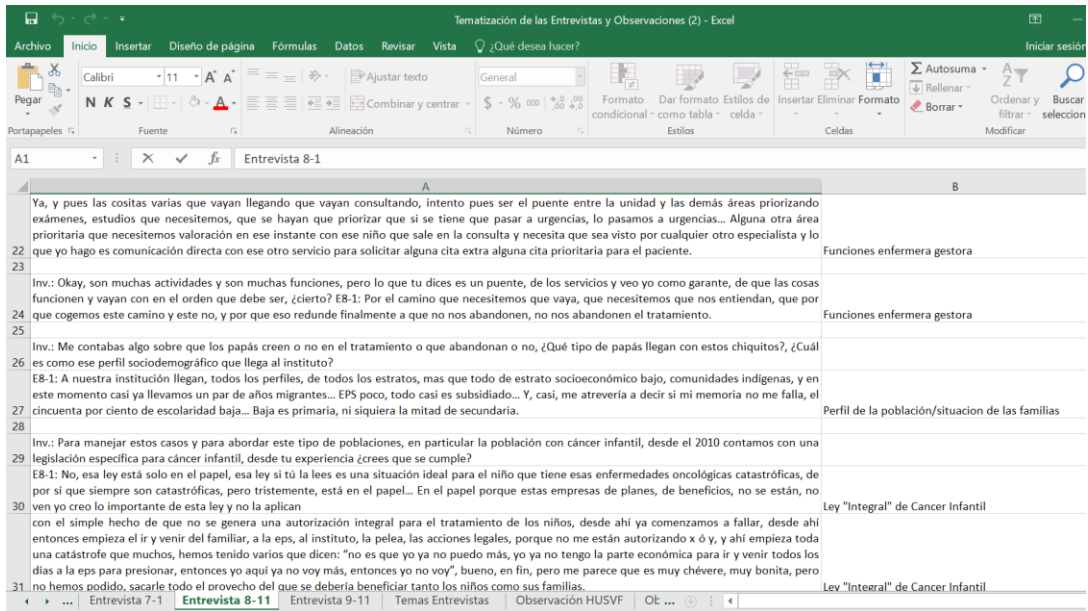 Tematización de las Entrevistas y Observaciones (2) - Excel
Archivo Inicio Insertar Diseño de página Fórmulas Datos Revisar Vista ¿Qué desea hacer? Iniciar sesión
Pegar
Calibri 11 A A
N K S A
Ajustar texto
Combinar y centrar
General
$ % 000
Formato condicional
Dar formato como tabla
Estilos de celda
Insertar Eliminar Formato
Autosuma
Rellenar
Borrar
Ordenar y filtrar
Buscar seleccion
Portapapeles Fuente Alineación Número Estilos Celdas Modificar
A1 fx Entrevista 8-1
A B
Ya, y pues las cositas varias que vayan llegando que vayan consultando, intento pues ser el puente entre la unidad y las demás áreas priorizando
exámenes, estudios que necesitemos, que se hayan que priorizar que si se tiene que pasar a urgencias, lo pasamos a urgencias... Alguna otra área
prioritaria que necesitemos valoración en ese instante con ese niño que sale en la consulta y necesita que sea visto por cualquier otro especialista y lo
22 que yo hago es comunicación directa con ese otro servicio para solicitar alguna cita extra alguna cita prioritaria para el paciente. Funciones enfermera gestora
23
Inv.: Okay, son muchas actividades y son muchas funciones, pero lo que tu dices es un puente, de los servicios y veo yo como garante, de que las cosas
funcionen y vayan con en el orden que debe ser, ¿cierto? E8-1: Por el camino que necesitemos que vaya, que necesitemos que nos entiendan, que por
24 que cogemos este camino y este no, y por que eso redunde finalmente a que no nos abandonen, no nos abandonen el tratamiento. Funciones enfermera gestora
25
Inv.: Me contabas algo sobre que los papás creen o no en el tratamiento o que abandonan o no, ¿Qué tipo de papás llegan con estos chiquitos?, ¿Cuál
26 es como ese perfil sociodemográfico que llega al instituto?
E8-1: A nuestra institución llegan, todos los perfiles, de todos los estratos, mas que todo de estrato socioeconómico bajo, comunidades indígenas, y en
este momento casi ya llevamos un par de años migrantes... EPS poco, todo casi es subsidiado... Y, casi, me atrevería a decir si mi memoria no me falla, el
27 cincuenta por ciento de escolaridad baja... Baja es primaria, ni siquiera la mitad de secundaria. Perfil de la población/situacion de las familias
28
Inv.: Para manejar estos casos y para abordar este tipo de poblaciones, en particular la población con cáncer infantil, desde el 2010 contamos con una
29 legislación específica para cáncer infantil, desde tu experiencia ¿crees que se cumple?
E8-1: No, esa ley está solo en el papel, esa ley si tú la lees es una situación ideal para el niño que tiene esas enfermedades oncológicas catastróficas, de
por sí que siempre son catastróficas, pero tristemente, está en el papel... En el papel porque estas empresas de planes, de beneficios, no se están, no
30 ven yo creo lo importante de esta ley y no la aplican Ley "Integral" de Cancer Infantil
con el simple hecho de que no se genera una autorización integral para el tratamiento de los niños, desde ahí ya comenzamos a fallar, desde ahí
entonces empieza el ir y venir del familiar, a la eps, al instituto, la pelea, las acciones legales, porque no me están autorizando x ó y, y ahí empieza toda
una catástrofe que muchos, hemos tenido varios que dicen: “no es que yo ya no puedo más, yo ya no tengo la parte económica para ir y venir todos los
días a la eps para presionar, entonces yo aquí ya no voy más, entonces yo no voy”, bueno, en fin, pero me parece que es muy chévere, muy bonita, pero
31 no hemos podido, sacarle todo el provecho del que se debería beneficiar tanto los niños como sus familias. Ley "Integral" de Cancer Infantil
... Entrevista 7-1 Entrevista 8-11 Entrevista 9-11 Temas Entrevistas Observación HUSVF Ob ...